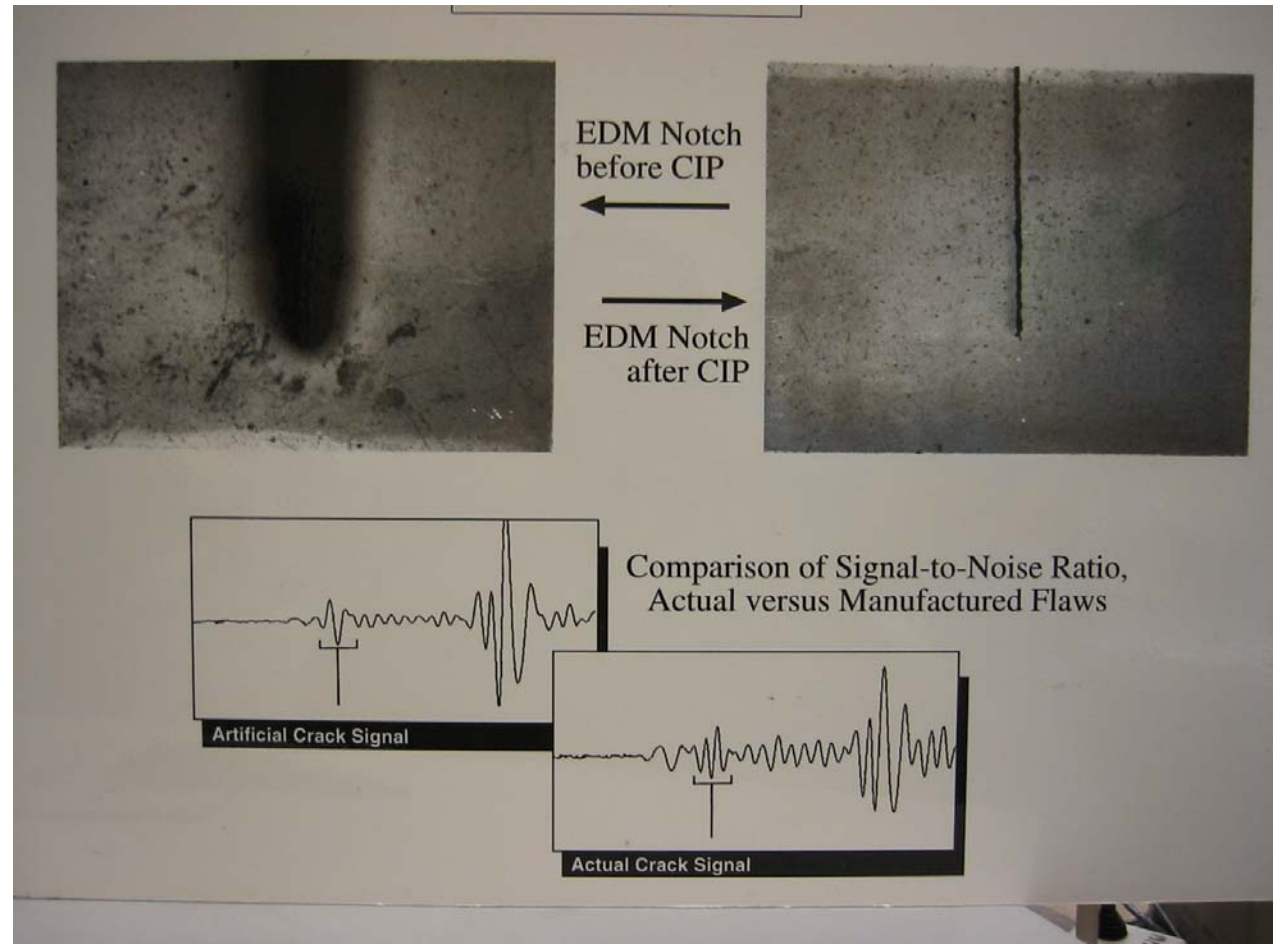 EDM Notch
before CIP
EDM Notch
after CIP
Comparison of Signal-to-Noise Ratio,
Actual versus Manufactured Flaws
Artificial Crack Signal
Actual Crack Signal